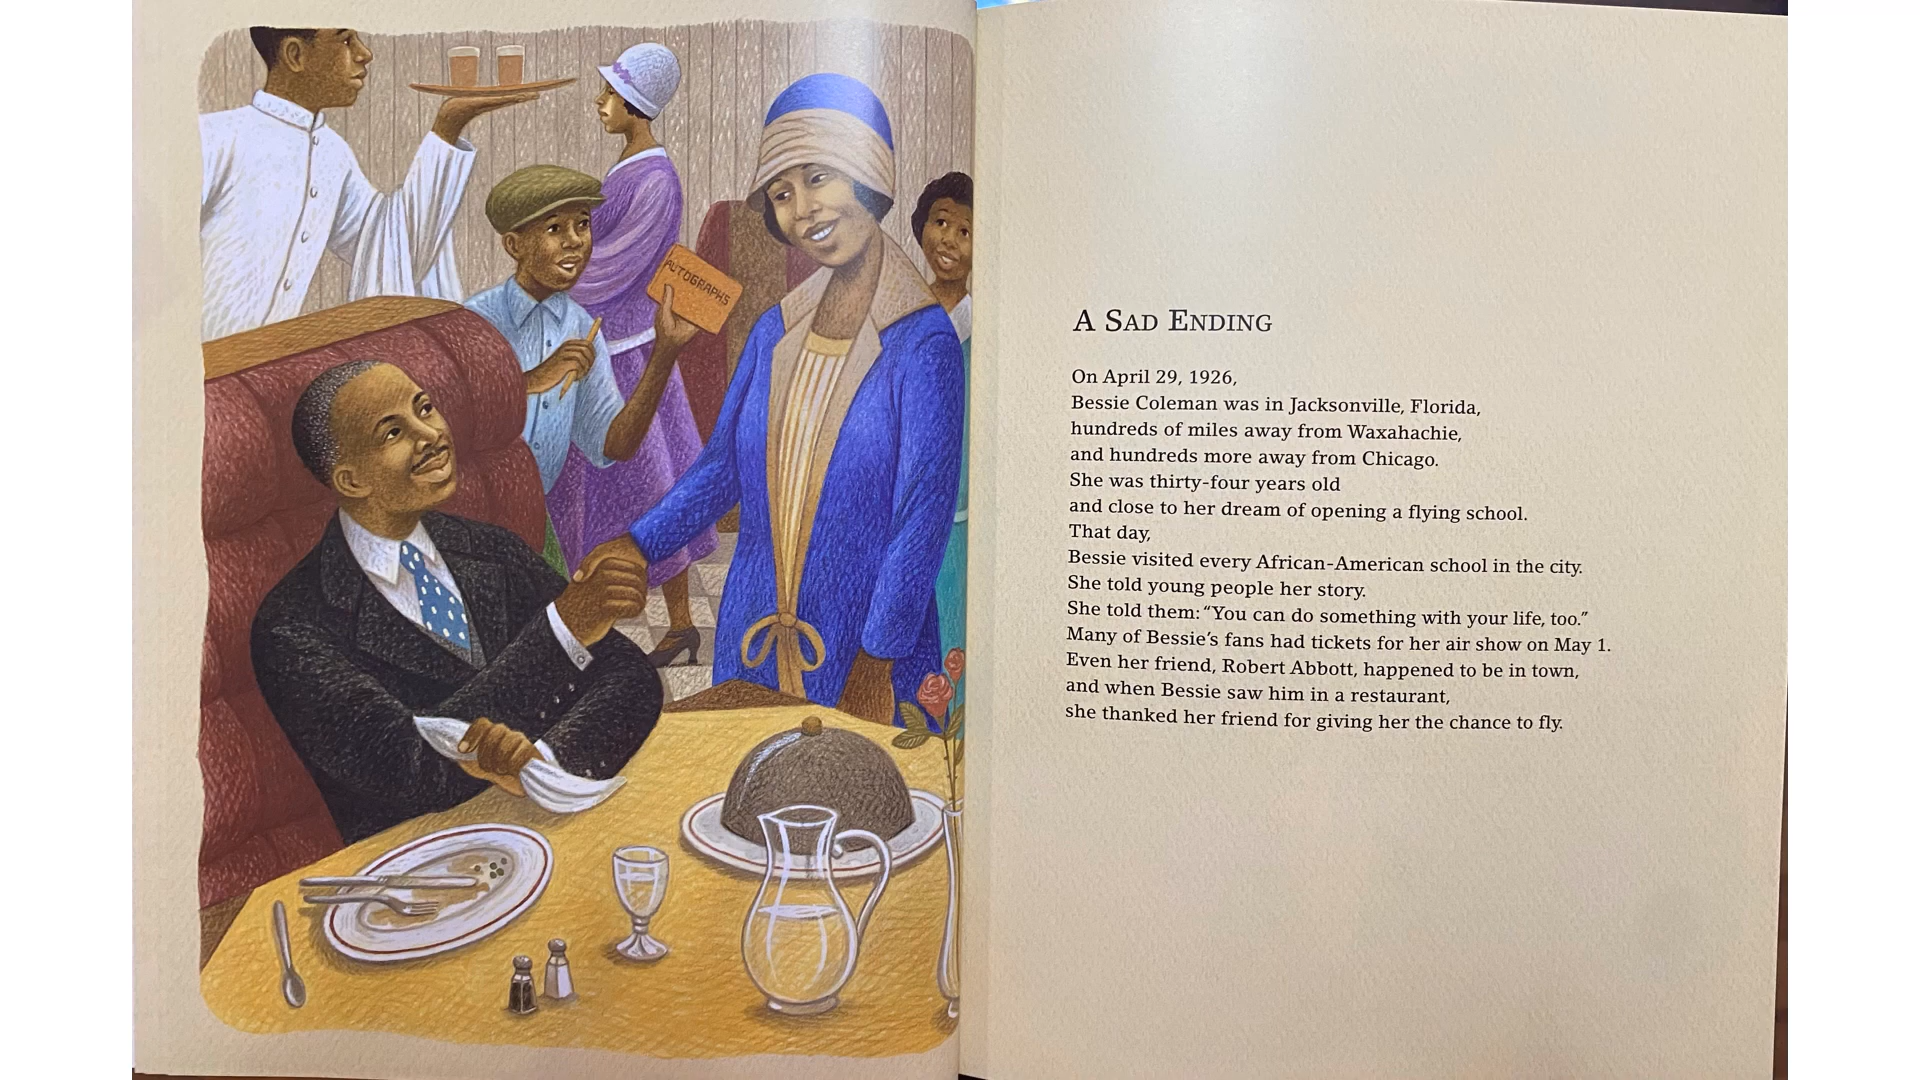 AUTOGRAPHS
A SAD ENDING
On April 29, 1926,
Bessie Coleman was in Jacksonville, Florida,
hundreds of miles away from Waxahachie,
and hundreds more away from Chicago.
She was thirty-four years old
and close to her dream of opening a flying school.
That day,
Bessie visited every African-American school in the city.
She told young people her story.
She told them: “You can do something with your life, too.”
Many of Bessie’s fans had tickets for her air show on May 1.
Even her friend, Robert Abbott, happened to be in town,
and when Bessie saw him in a restaurant,
she thanked her friend for giving her the chance to fly.